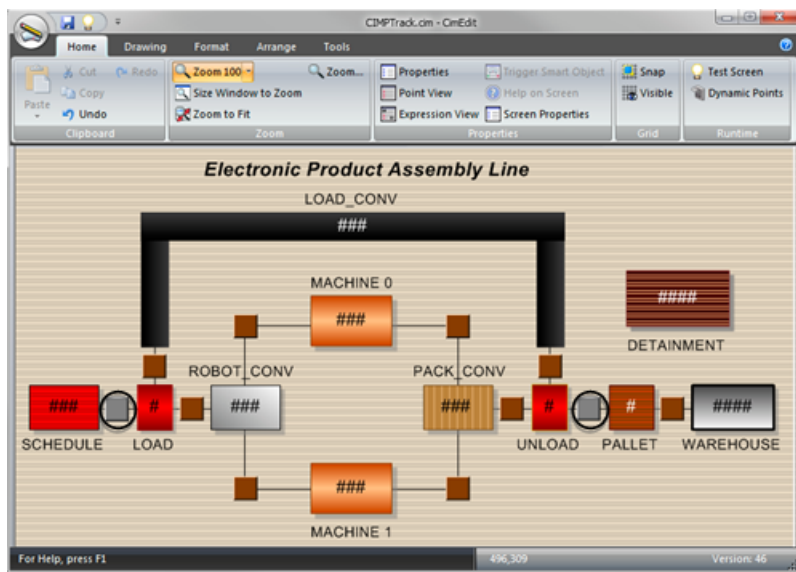 CIMPTrack.cim - CimEdit
Home Drawing Format Arrange Tools
Paste
Cut
Copy
Undo
Redo
Clipboard
Zoom 100
Size Window to Zoom
Zoom to Fit
Zoom...
Zoom
Properties
Point View
Expression View
Trigger Smart Object
Help on Screen
Screen Properties
Properties
Snap
Visible
Grid
Test Screen
Dynamic Points
Runtime
Electronic Product Assembly Line
LOAD_CONV
###
MACHINE 0
###
####
DETAINMENT
ROBOT_CONV
PACK_CONV
### # ### ### # # ####
SCHEDULE LOAD UNLOAD PALLET WAREHOUSE
###
MACHINE 1
For Help, press F1 496,309 Version: 46